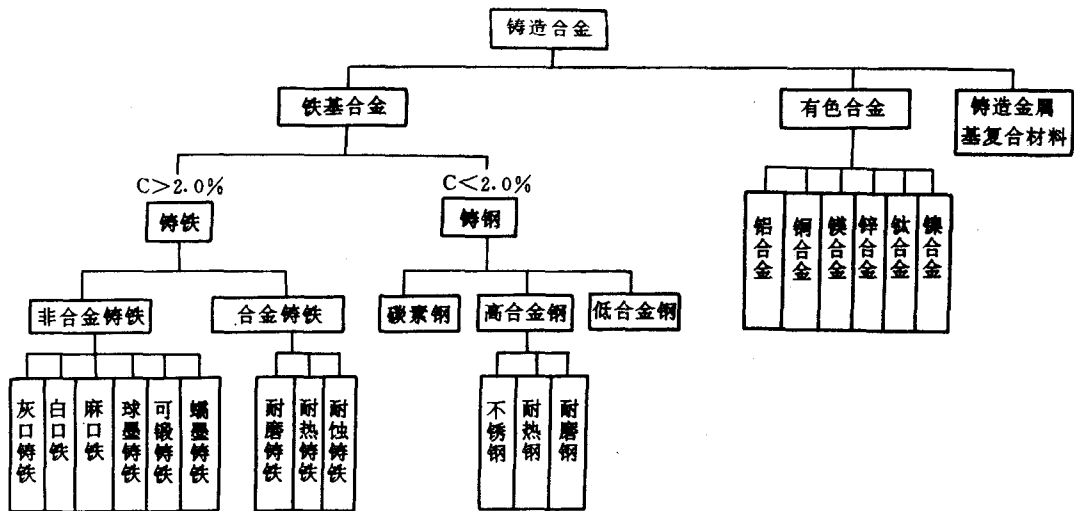 铸造合金
铁基合金
有色合金
铸造金属
基复合材料
C>2.0%
C<2.0%
铸铁
铸钢
铝合金
铜合金
镁合金
锌合金
钛合金
镍合金
非合金铸铁
合金铸铁
碳素钢
高合金钢
低合金钢
灰口铸铁
白口铁
麻口铁
球墨铸铁
可锻铸铁
蠕墨铸铁
耐磨铸铁
耐热铸铁
耐蚀铸铁
不锈钢
耐热钢
耐磨钢